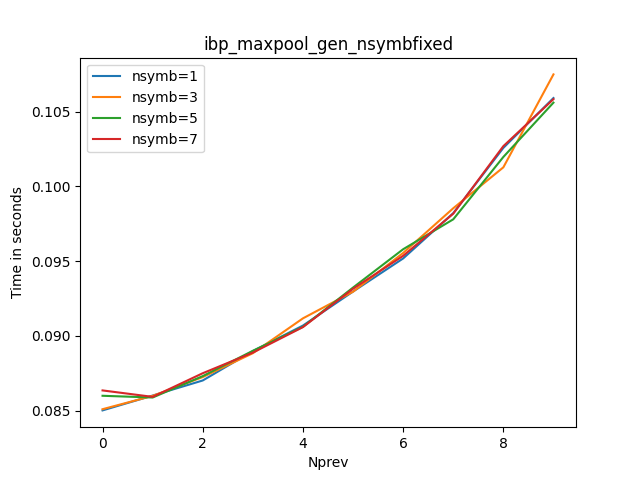 ibp_maxpool_gen_nsymbfixed
nsymb=1
nsymb=3
nsymb=5
nsymb=7
Time in seconds
0.105
0.100
0.095
0.090
0.085
0 2 4 6 8
Nprev